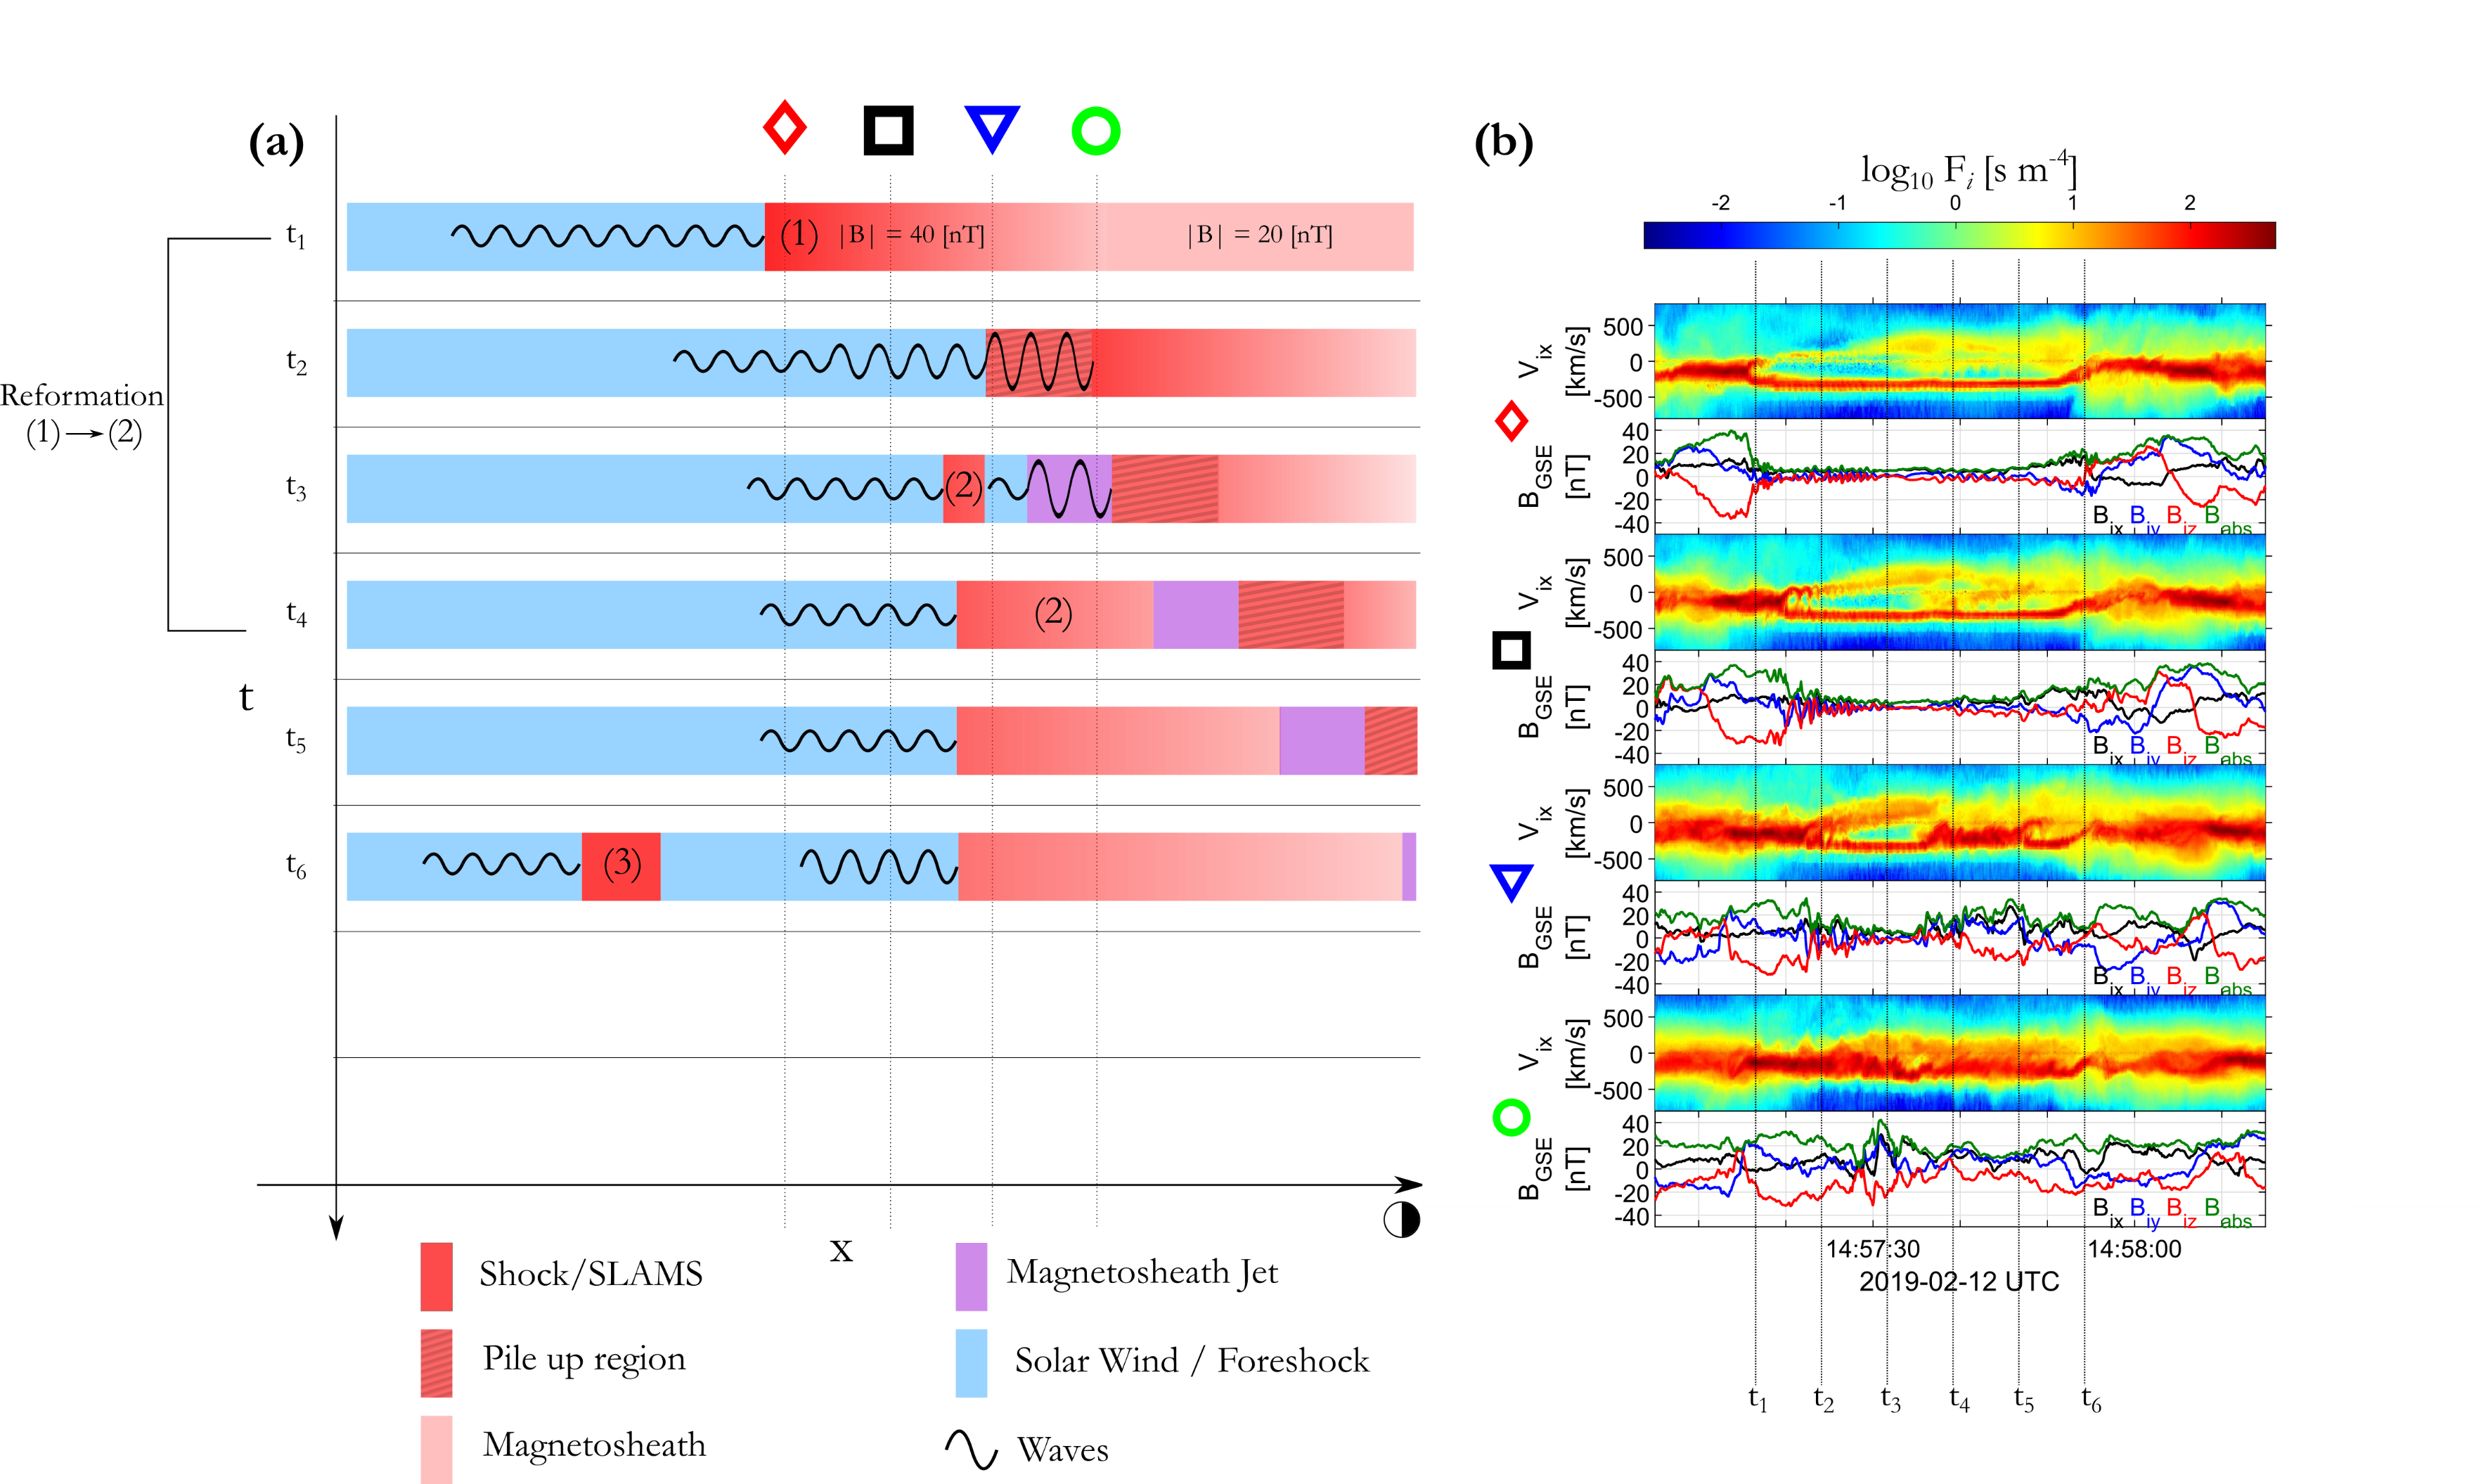 (a)
t1
(1) |B| = 40 [nT]
|B| = 20 [nT]
t2
Reformation
(1)→(2)
t3
(2)
t4
(2)
t
t5
t6
(3)
x
Shock/SLAMS
Pile up region
Magnetosheath
Magnetosheath Jet
Solar Wind / Foreshock
Waves
(b)
log10 Fi [s m-4]
-2 -1 0 1 2
Vix
[km/s]
500
0
-500
BGSE
[nT]
40
20
0
-20
-40
Bix Biy Biz Babs
Vix
[km/s]
500
0
-500
BGSE
[nT]
40
20
0
-20
-40
Bix Biy Biz Babs
Vix
[km/s]
500
0
-500
BGSE
[nT]
40
20
0
-20
-40
Bix Biy Biz Babs
Vix
[km/s]
500
0
-500
BGSE
[nT]
40
20
0
-20
-40
Bix Biy Biz Babs
14:57:30 14:58:00
2019-02-12 UTC
t1 t2 t3 t4 t5 t6